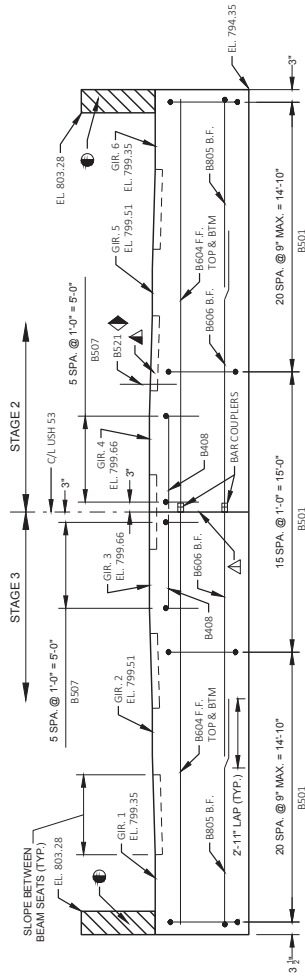 STAGE 3
STAGE 2
C/L USH 53
SLOPE BETWEEN
BEAM SEATS (TYP.)
EL. 803.28
EL 803.28
5 SPA. @ 1'-0" = 5'-0"
B507
3"
3"
5 SPA. @ 1'-0" = 5'-0"
B507
B521
GIR. 1
EL. 799.35
GIR. 2
EL. 799.51
GIR. 3
EL. 799.66
GIR. 4
EL. 799.66
GIR. 5
EL. 799.51
GIR. 6
EL. 799.35
B604 F.F.
TOP & BTM
B408
B408
B604 F.F.
TOP & BTM
B805 B.F.
B606 B.F.
BAR COUPLERS
B606 B.F.
B805 B.F.
EL. 794.35
2'-11" LAP (TYP.)
3 1/2"
20 SPA. @ 9" MAX. = 14'-10"
B501
15 SPA. @ 1'-0" = 15'-0"
B501
20 SPA. @ 9" MAX. = 14'-10"
B501
3"